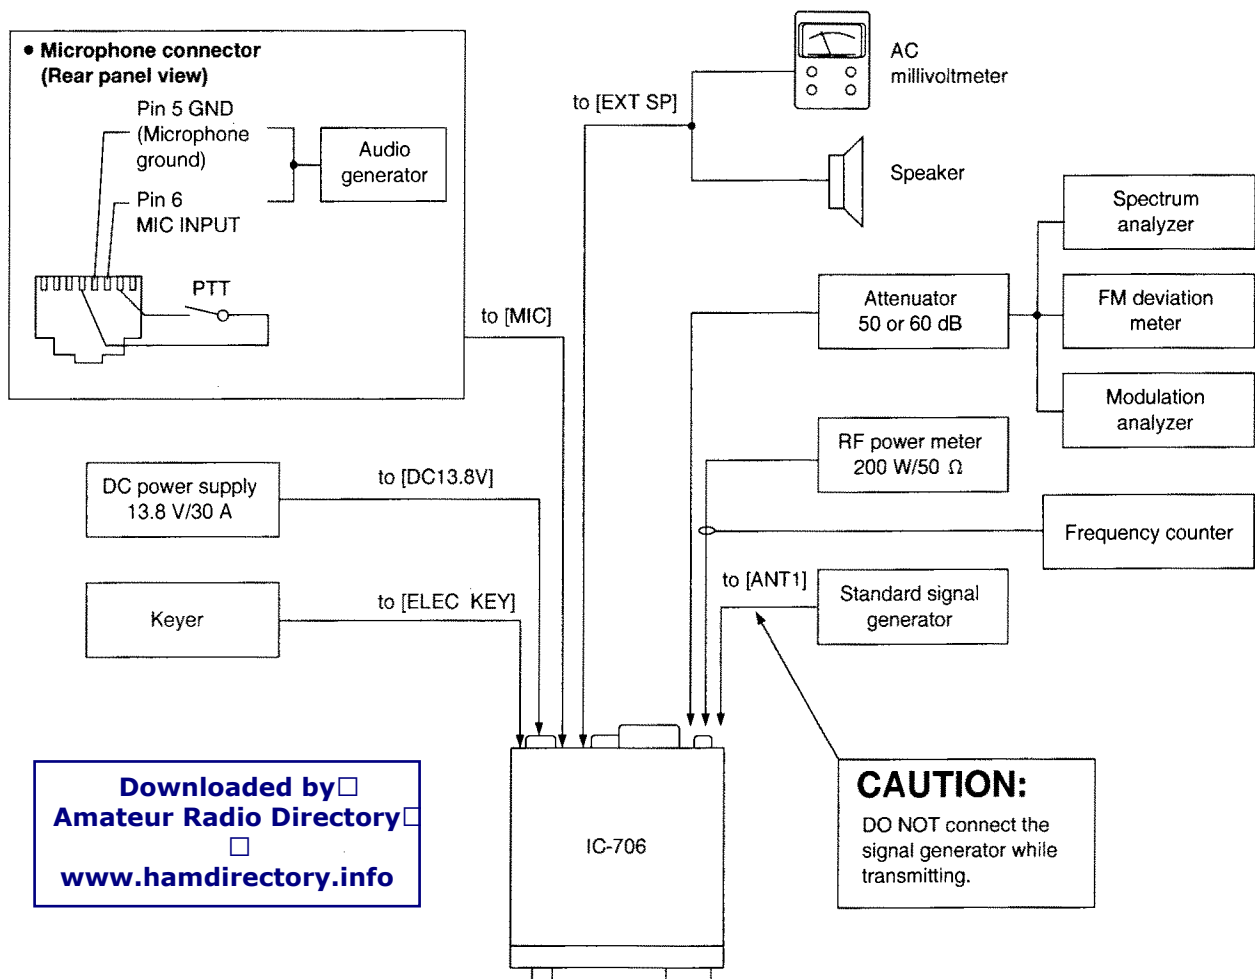 • Microphone connector
(Rear panel view)
Pin 5 GND
(Microphone
ground)
Audio
generator
Pin 6
MIC INPUT
PTT
to [MIC]
to [EXT SP]
AC
millivoltmeter
Speaker
Spectrum
analyzer
Attenuator
50 or 60 dB
FM deviation
meter
Modulation
analyzer
RF power meter
200 W/50 Ω
Frequency counter
DC power supply
13.8 V/30 A
to [DC13.8V]
Keyer
to [ELEC KEY]
to [ANT1]
Standard signal
generator
CAUTION:
DO NOT connect the
signal generator while
transmitting.
IC-706
Downloaded by□
Amateur Radio Directory□
□
www.hamdirectory.info